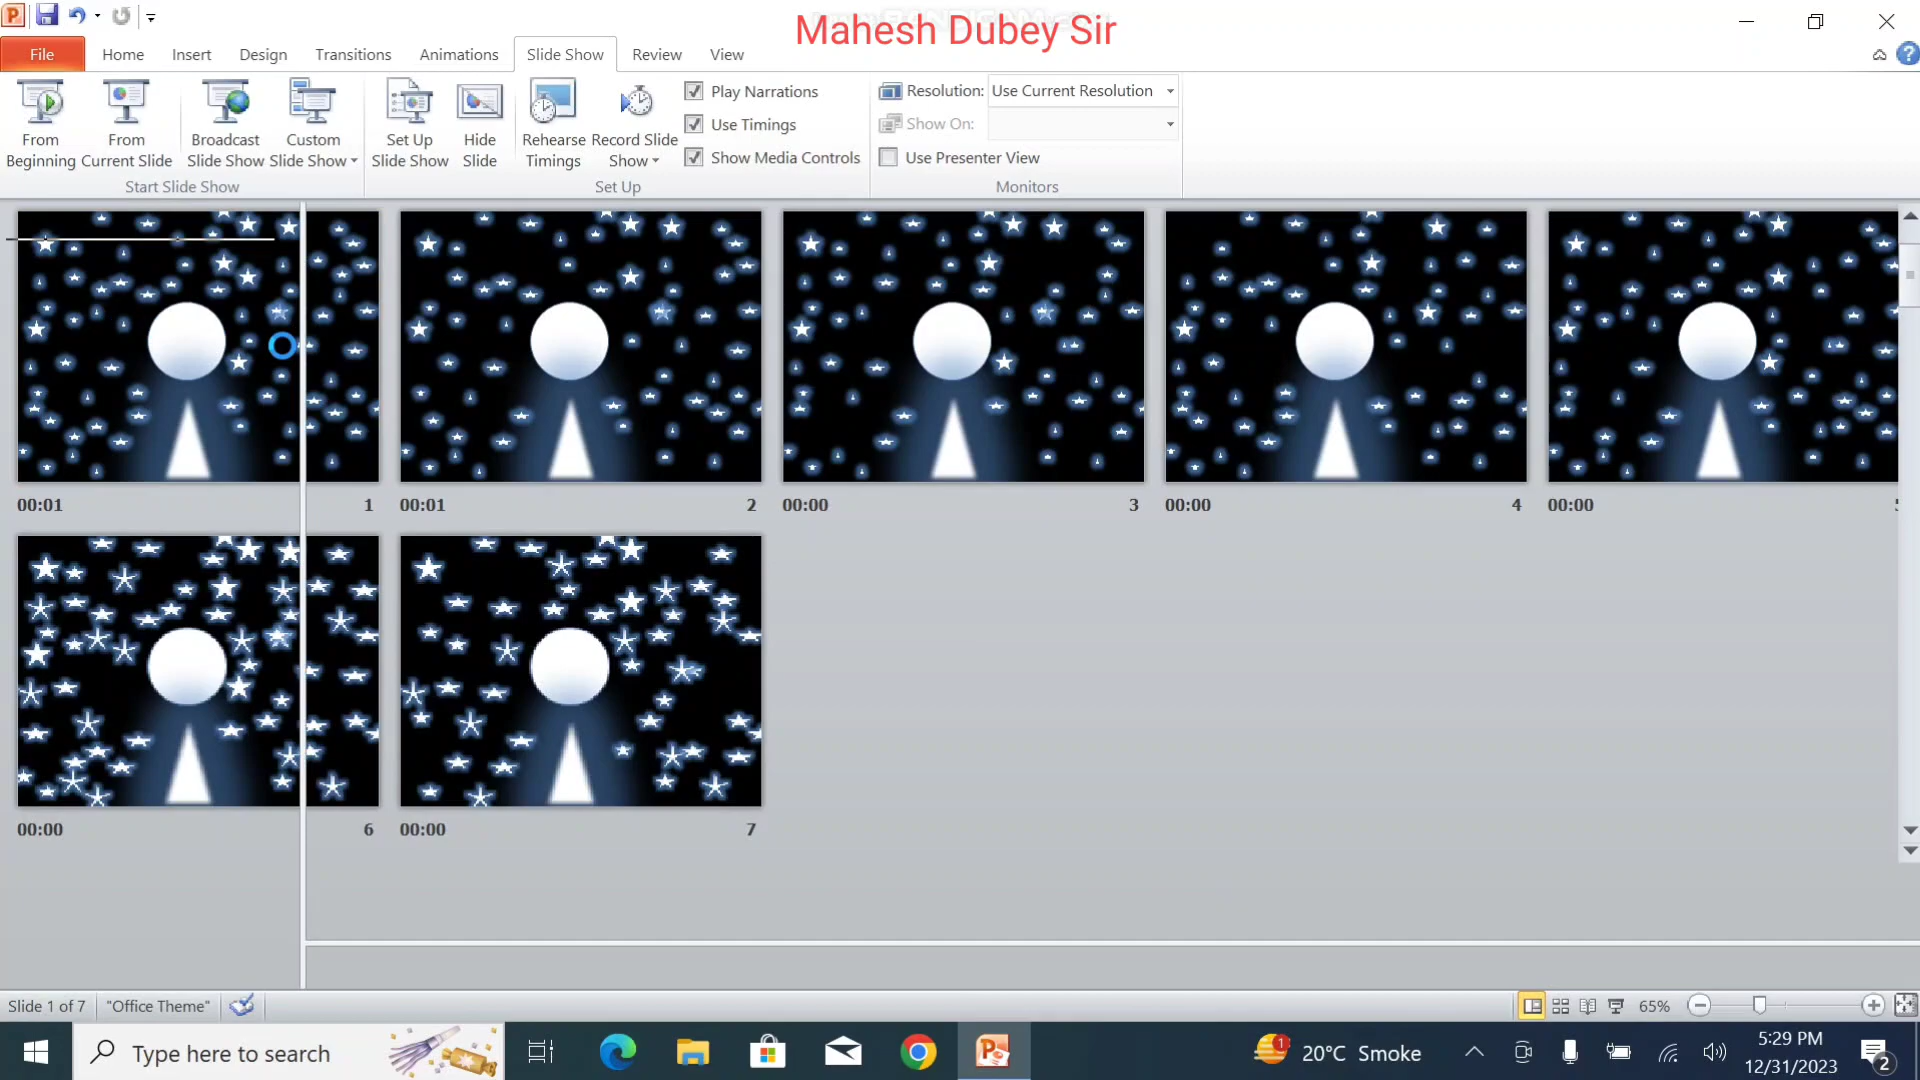 Mahesh Dubey Sir
File Home Insert Design Transitions Animations Slide Show Review View
From Beginning
From Current Slide
Broadcast Slide Show
Custom Slide Show
Set Up Slide Show
Hide Slide
Rehearse Timings
Record Slide Show
Play Narrations
Use Timings
Show Media Controls
Resolution: Use Current Resolution
Show On:
Use Presenter View
Start Slide Show
Set Up
Monitors
00:01 1
00:01 2
00:00 3
00:00 4
00:00
00:00 6
00:00 7
Slide 1 of 7 "Office Theme" 65%
Type here to search
1
20°C Smoke
5:29 PM
12/31/2023
2